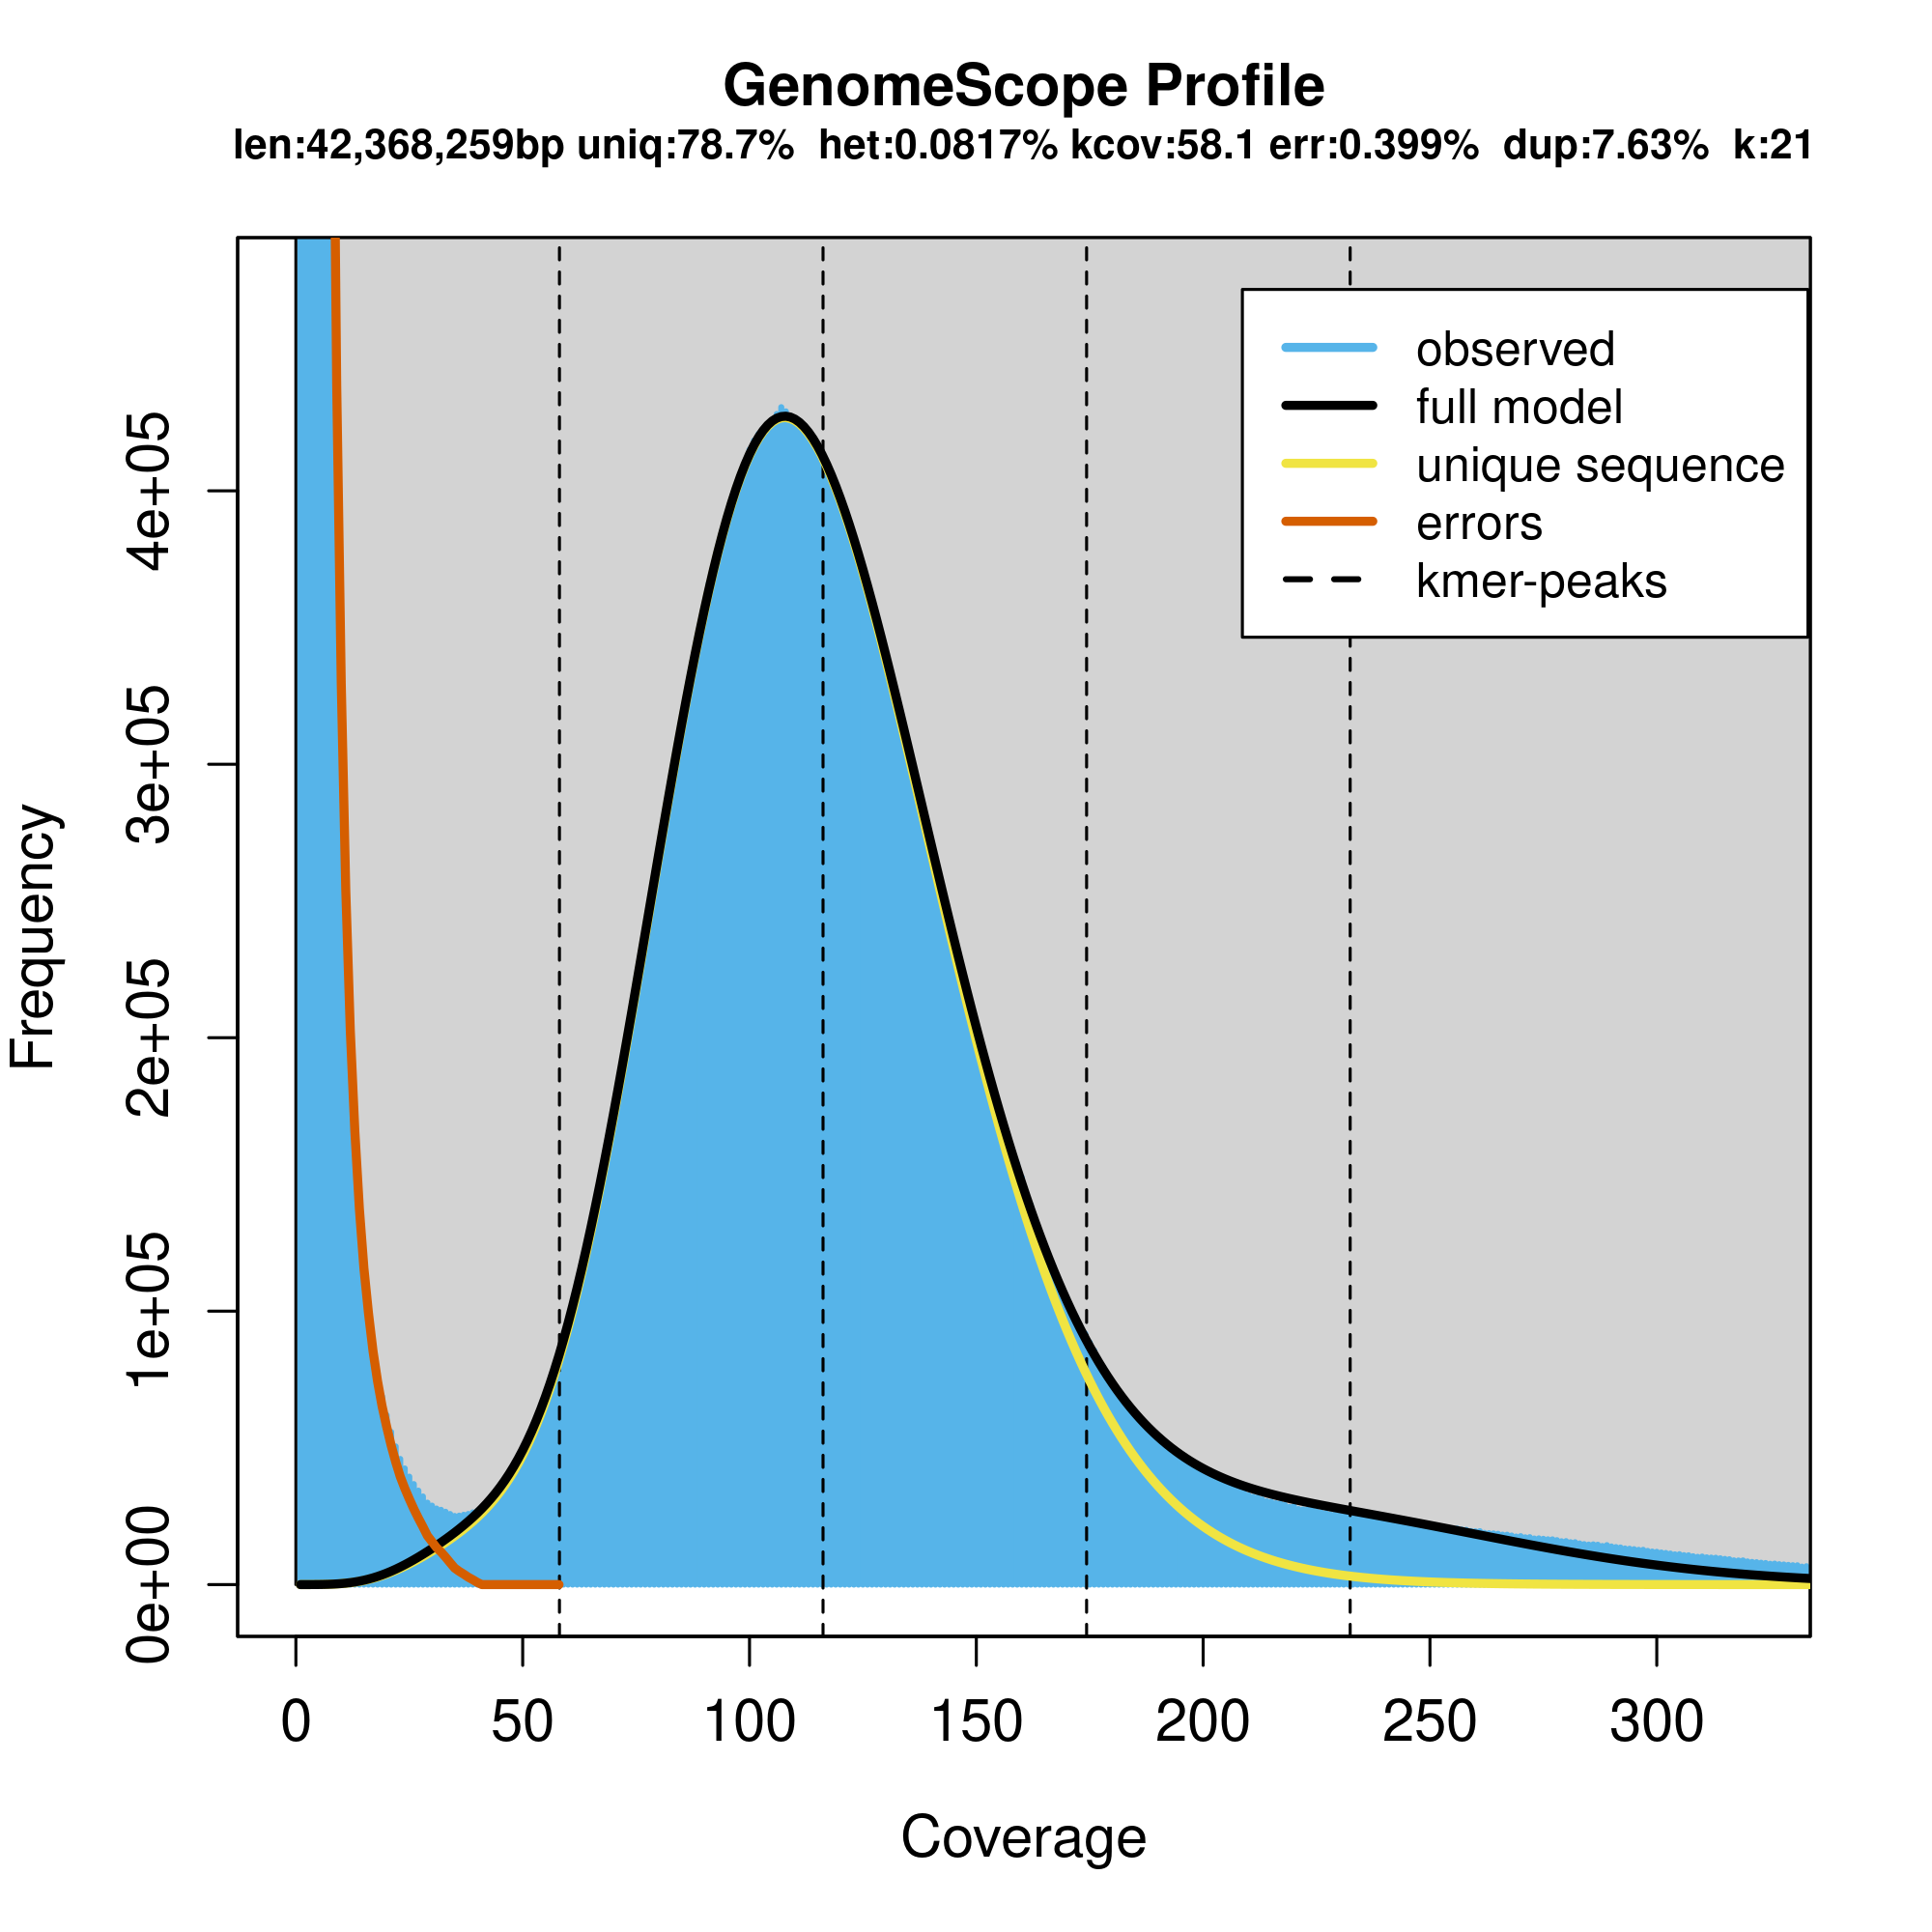 GenomeScope Profile
len:42,368,259bp uniq:78.7% het:0.0817% kcov:58.1 err:0.399% dup:7.63% k:21
observed
full model
unique sequence
errors
kmer-peaks
Frequency
4e+05
3e+05
2e+05
1e+05
0e+00
0 50 100 150 200 250 300
Coverage